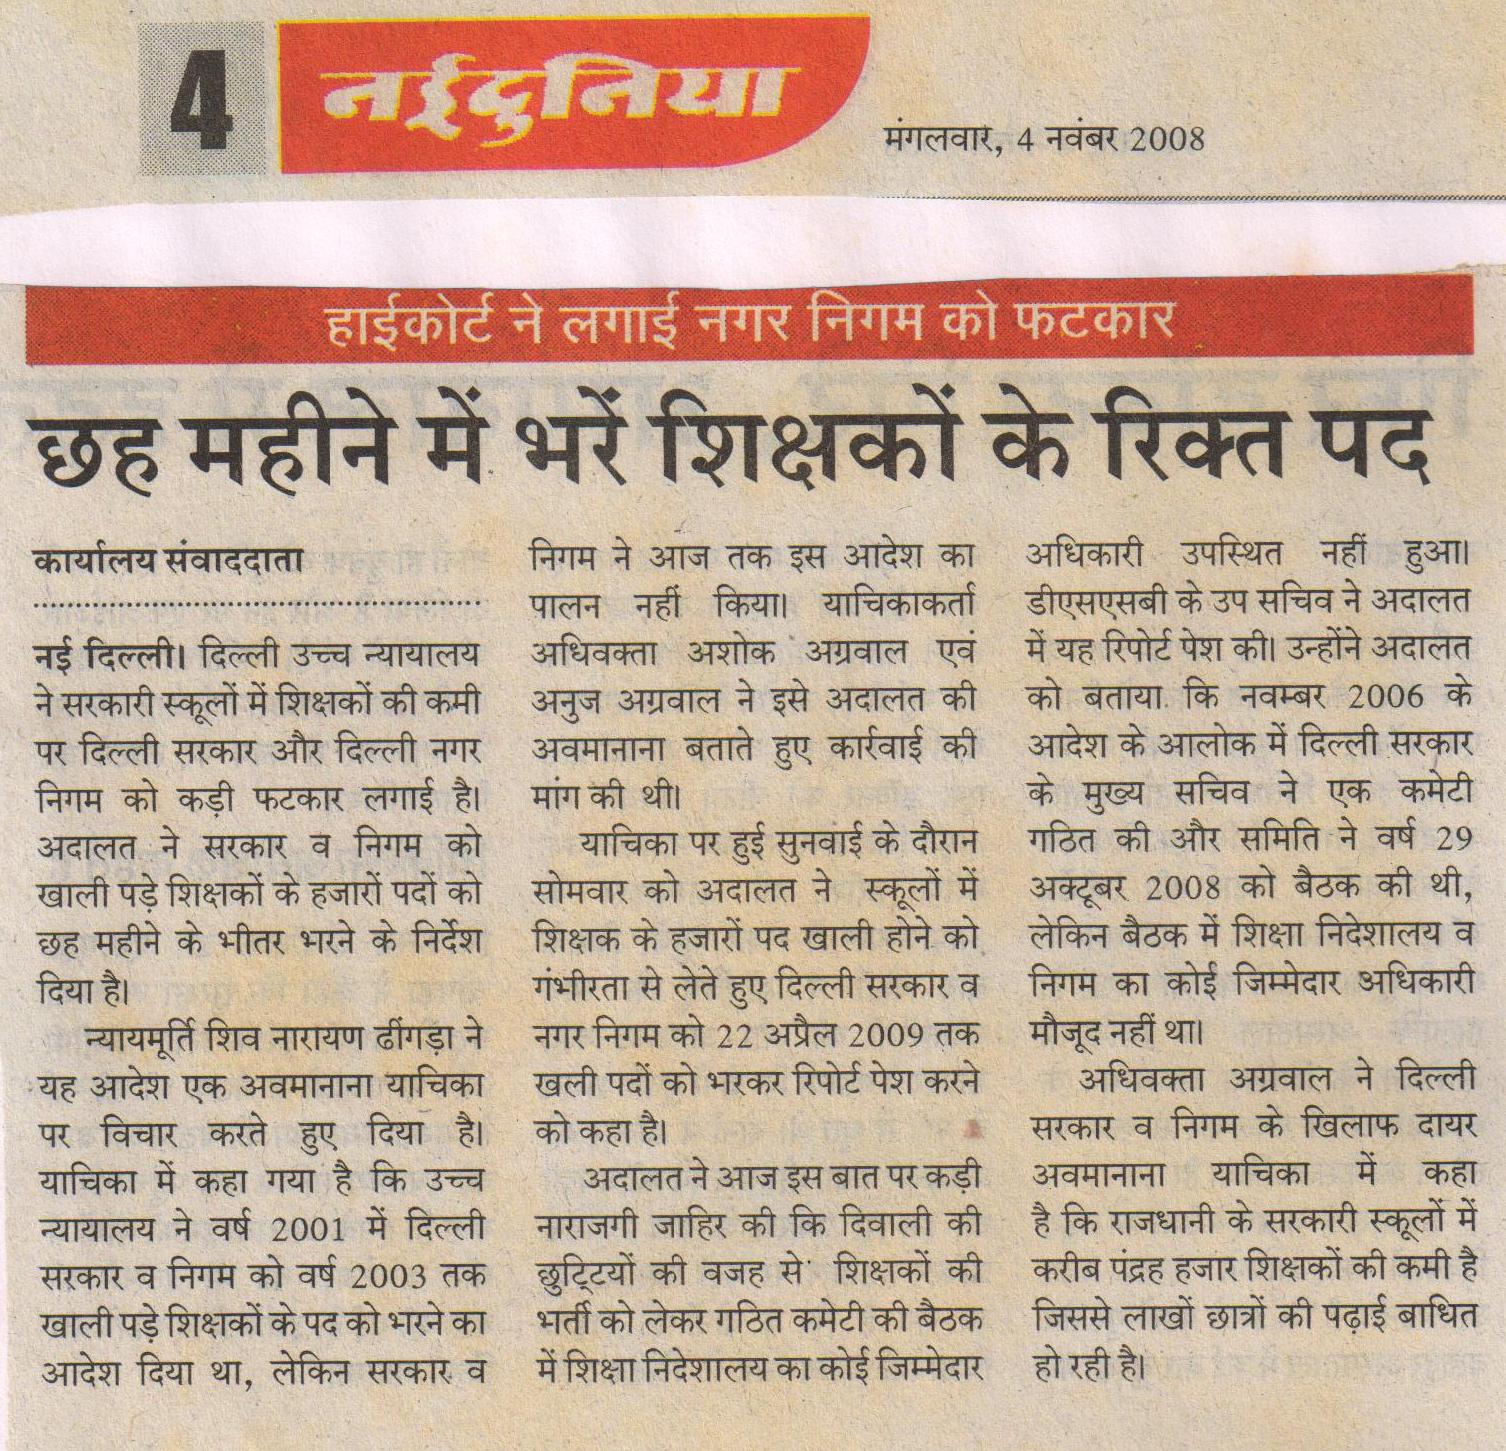 4
नईदुनिया
मंगलवार, 4 नवंबर 2008
हाईकोर्ट ने लगाई नगर निगम को फटकार
छह महीने में भरें शिक्षकों के रिक्त पद
कार्यालय संवाददाता
नई दिल्ली। दिल्ली उच्च न्यायालय
ने सरकारी स्कूलों में शिक्षकों की कमी
पर दिल्ली सरकार और दिल्ली नगर
निगम को कड़ी फटकार लगाई है।
अदालत ने सरकार व निगम को
खाली पड़े शिक्षकों के हजारों पदों को
छह महीने के भीतर भरने के निर्देश
दिया है।
न्यायमूर्ति शिव नारायण ढींगड़ा ने
यह आदेश एक अवमानाना याचिका
पर विचार करते हुए दिया है।
याचिका में कहा गया है कि उच्च
न्यायालय ने वर्ष 2001 में दिल्ली
सरकार व निगम को वर्ष 2003 तक
खाली पड़े शिक्षकों के पद को भरने का
आदेश दिया था, लेकिन सरकार व
निगम ने आज तक इस आदेश का
पालन नहीं किया। याचिकाकर्ता
अधिवक्ता अशोक अग्रवाल एवं
अनुज अग्रवाल ने इसे अदालत की
अवमानाना बताते हुए कार्रवाई की
मांग की थी।
याचिका पर हुई सुनवाई के दौरान
सोमवार को अदालत ने स्कूलों में
शिक्षक के हजारों पद खाली होने को
गंभीरता से लेते हुए दिल्ली सरकार व
नगर निगम को 22 अप्रैल 2009 तक
खली पदों को भरकर रिपोर्ट पेश करने
को कहा है।
अदालत ने आज इस बात पर कड़ी
नाराजगी जाहिर की कि दिवाली की
छुट्टियों की वजह से शिक्षकों की
भर्ती को लेकर गठित कमेटी की बैठक
में शिक्षा निदेशालय का कोई जिम्मेदार
अधिकारी उपस्थित नहीं हुआ।
डीएसएसबी के उप सचिव ने अदालत
में यह रिपोर्ट पेश की। उन्होंने अदालत
को बताया कि नवम्बर 2006 के
आदेश के आलोक में दिल्ली सरकार
के मुख्य सचिव ने एक कमेटी
गठित की और समिति ने वर्ष 29
अक्टूबर 2008 को बैठक की थी,
लेकिन बैठक में शिक्षा निदेशालय व
निगम का कोई जिम्मेदार अधिकारी
मौजूद नहीं था।
अधिवक्ता अग्रवाल ने दिल्ली
सरकार व निगम के खिलाफ दायर
अवमानाना याचिका में कहा
है कि राजधानी के सरकारी स्कूलों में
करीब पंद्रह हजार शिक्षकों की कमी है
जिससे लाखों छात्रों की पढ़ाई बाधित
हो रही है।